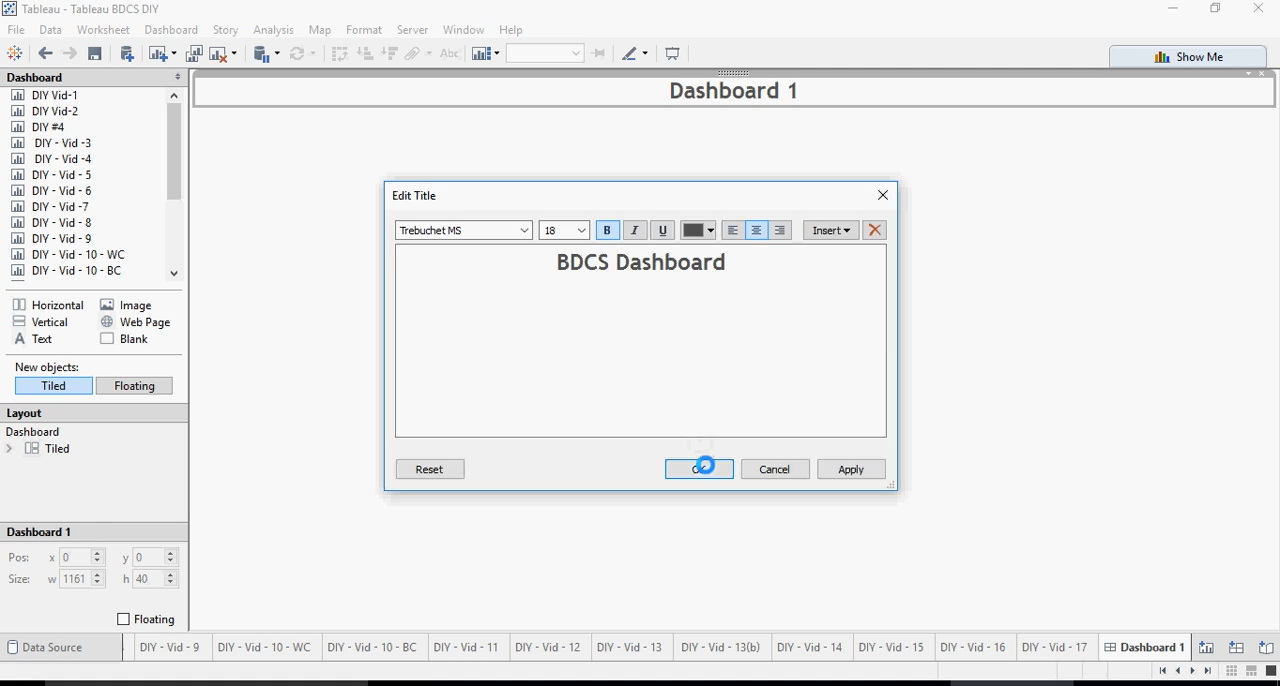 Tableau - Tableau BDCS DIY
File Data Worksheet Dashboard Story Analysis Map Format Server Window Help
Abc
Show Me
Dashboard
DIY Vid-1
DIY Vid-2
DIY #4
DIY - Vid -3
DIY - Vid -4
DIY - Vid - 5
DIY - Vid - 6
DIY - Vid -7
DIY - Vid - 8
DIY - Vid - 9
DIY - Vid - 10 - WC
DIY - Vid - 10 - BC
Horizontal Image
Vertical Web Page
A Text Blank
New objects:
Tiled Floating
Layout
Dashboard
Tiled
Dashboard 1
Pos: x 0 y 0
Size: w 1161 h 40
Floating
Dashboard 1
Edit Title
Trebuchet MS 18 B I U Insert
BDCS Dashboard
Reset Cancel Apply
Data Source DIY - Vid - 9 DIY - Vid - 10 - WC DIY - Vid - 10 - BC DIY - Vid - 11 DIY - Vid - 12 DIY - Vid - 13 DIY - Vid - 13(b) DIY - Vid - 14 DIY - Vid - 15 DIY - Vid - 16 DIY - Vid - 17 Dashboard 1